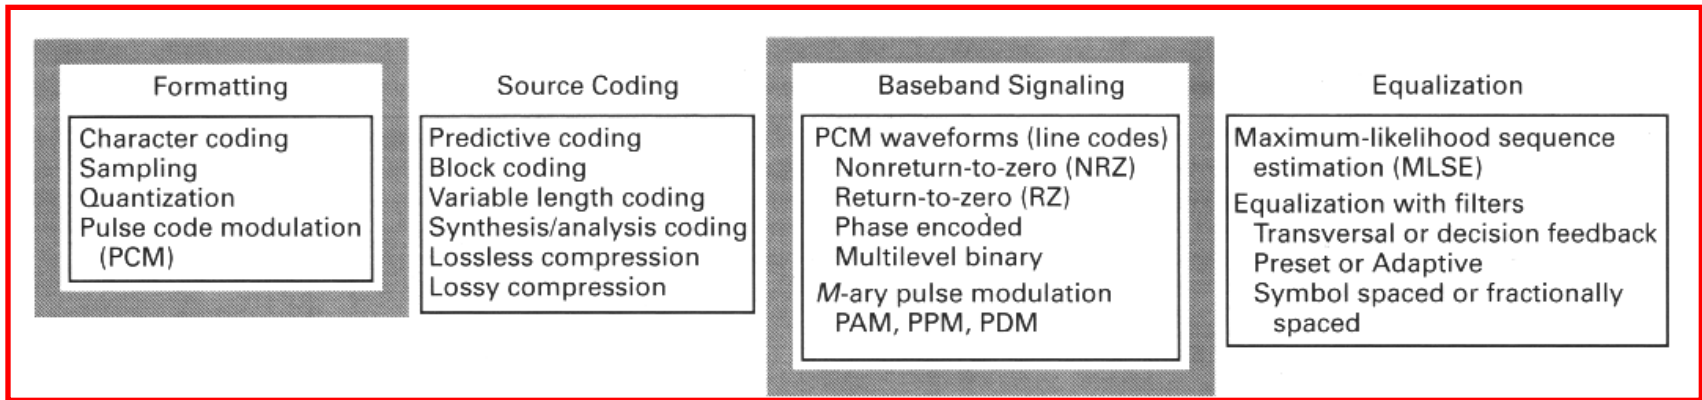 Formatting
Character coding
Sampling
Quantization
Pulse code modulation
(PCM)
Source Coding
Predictive coding
Block coding
Variable length coding
Synthesis/analysis coding
Lossless compression
Lossy compression
Baseband Signaling
PCM waveforms (line codes)
Nonreturn-to-zero (NRZ)
Return-to-zero (RZ)
Phase encoded
Multilevel binary
M-ary pulse modulation
PAM, PPM, PDM
Equalization
Maximum-likelihood sequence
estimation (MLSE)
Equalization with filters
Transversal or decision feedback
Preset or Adaptive
Symbol spaced or fractionally
spaced